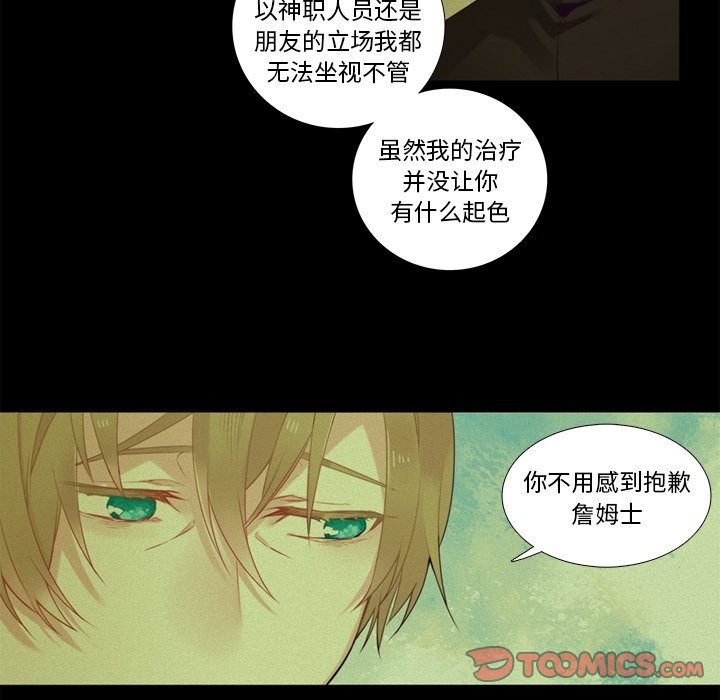 以神职人员还是
朋友的立场我都
无法坐视不管
虽然我的治疗
并没让你
有什么起色
你不用感到抱歉
詹姆士
TOOMICS.COM